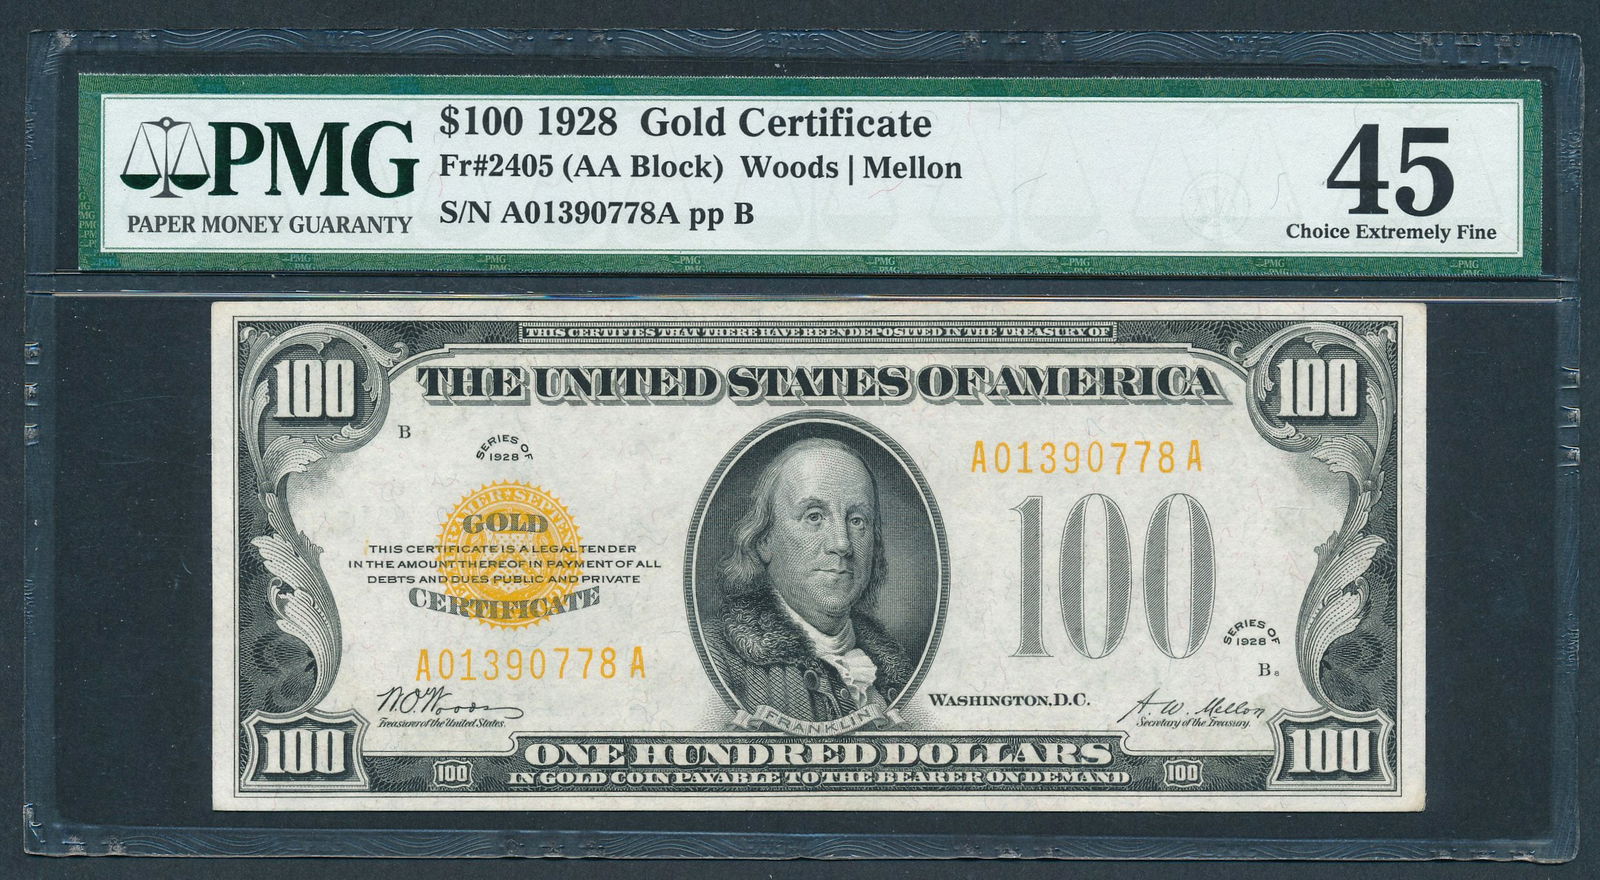 PMG
PAPER MONEY GUARANTY
$100 1928 Gold Certificate
Fr#2405 (AA Block) Woods | Mellon
S/N A01390778A pp B
45
Choice Extremely Fine
THIS CERTIFIES THAT THERE HAVE BEEN DEPOSITED IN THE TREASURY OF
100
THE UNITED STATES OF AMERICA
100
B
SERIES OF
1928
A01390778A
GOLD
THIS CERTIFICATE IS A LEGAL TENDER
IN THE AMOUNT THEREOF IN PAYMENT OF ALL
DEBTS AND DUES PUBLIC AND PRIVATE
CERTIFICATE
100
SERIES OF
1928
A01390778A
B8
W.O. Woods
Treasurer of the United States.
WASHINGTON, D.C.
A. W. Mellon
Secretary of the Treasury.
FRANKLIN
100
ONE HUNDRED DOLLARS
100
100
IN GOLD COIN PAYABLE TO THE BEARER ON DEMAND
100